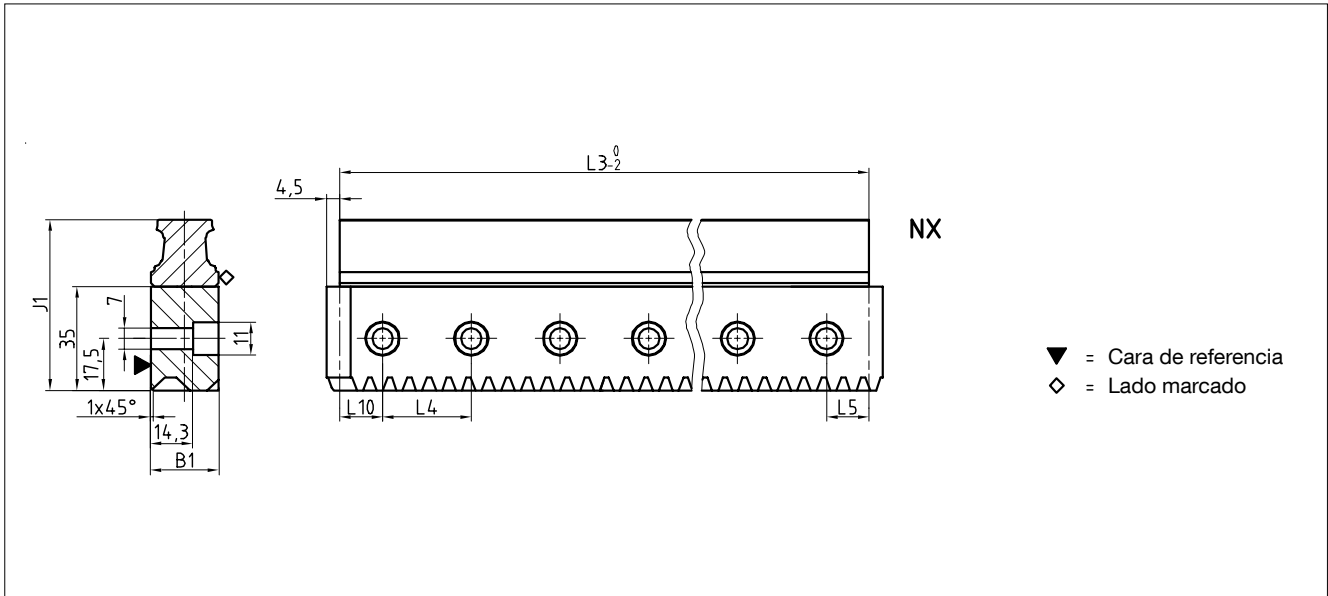 L3 0 -2
4,5
NX
J1
35
17,5
7
11
1x45°
14,3
B1
L10
L4
L5
▼ = Cara de referencia
◇ = Lado marcado